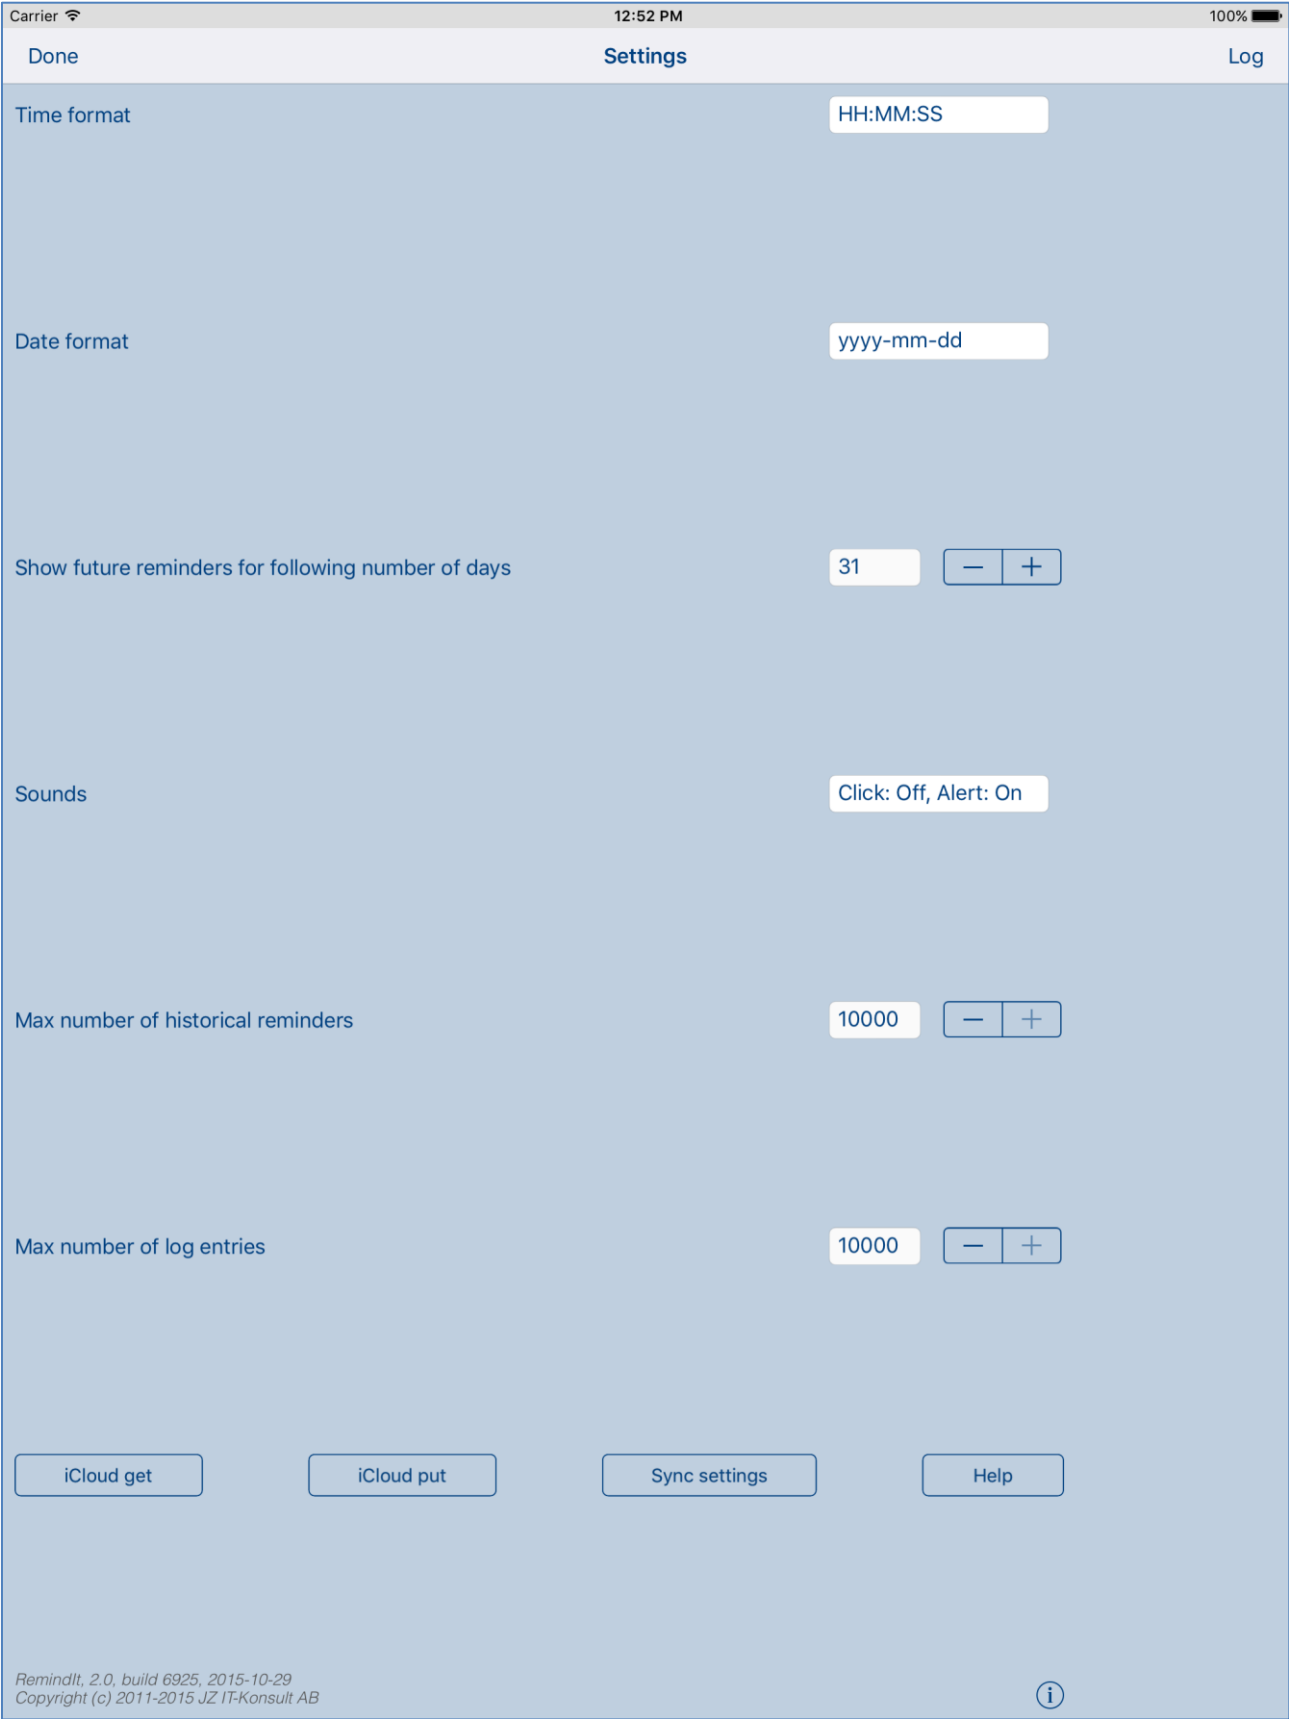 Carrier 12:52 PM 100%
Done Settings Log
Time format HH:MM:SS
Date format yyyy-mm-dd
Show future reminders for following number of days 31 — +
Sounds Click: Off, Alert: On
Max number of historical reminders 10000 — +
Max number of log entries 10000 — +
iCloud get iCloud put Sync settings Help
RemindIt, 2.0, build 6925, 2015-10-29
Copyright (c) 2011-2015 JZ IT-Konsult AB
i